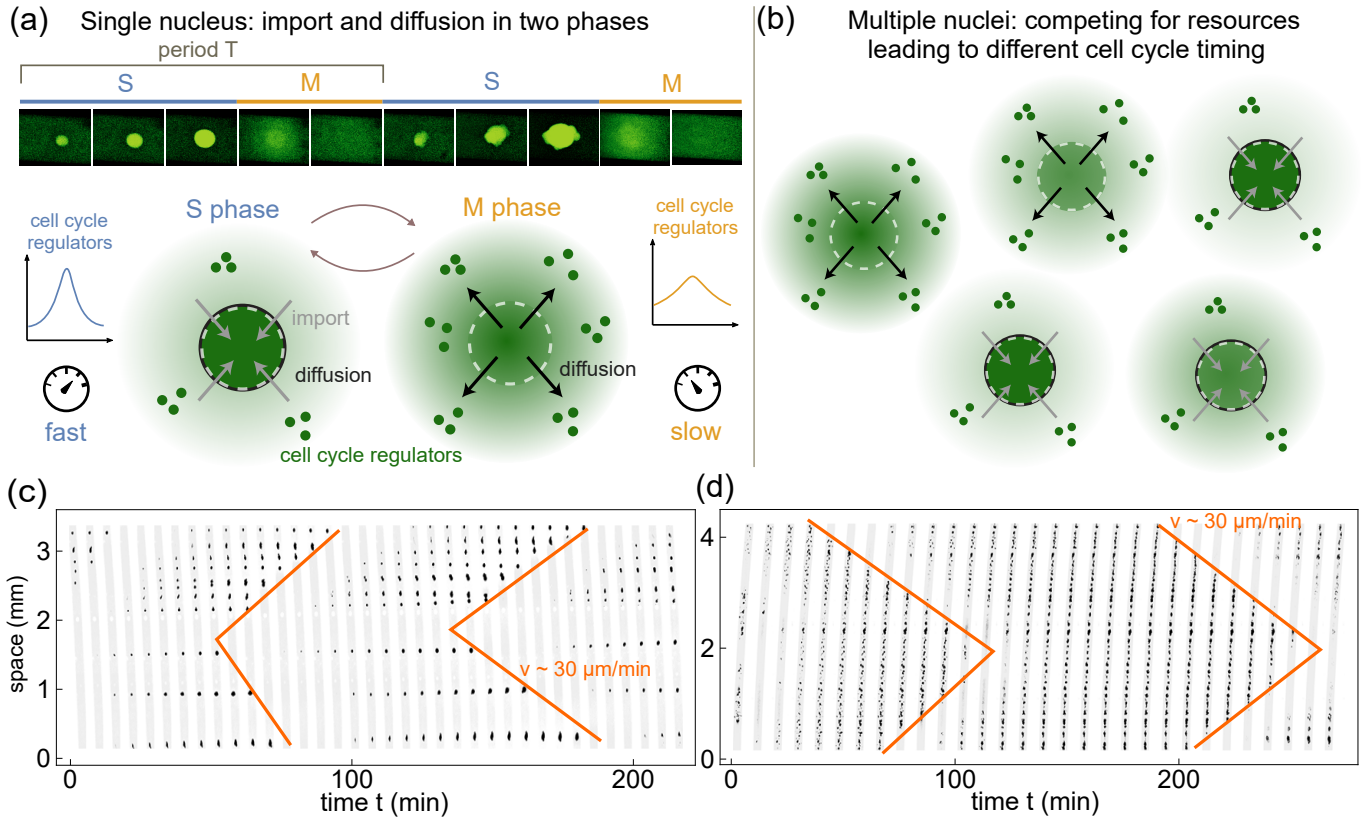 (a)
Single nucleus: import and diffusion in two phases
period T
S
M
S
M
cell cycle
regulators
S phase
M phase
cell cycle
regulators
import
diffusion
diffusion
fast
slow
cell cycle regulators
(b)
Multiple nuclei: competing for resources
leading to different cell cycle timing
(c)
space (mm)
3
2
1
0
v ~ 30 µm/min
0
100
200
time t (min)
(d)
4
2
0
v ~ 30 µm/min
0
100
200
time t (min)